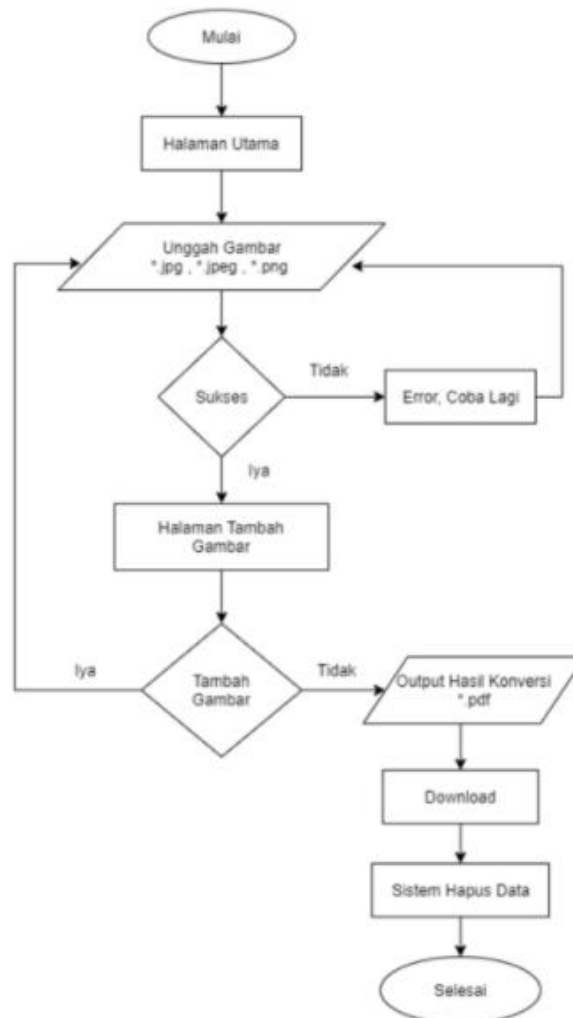 Mulai
Halaman Utama
Unggah Gambar
*.jpg , *.jpeg , *.png
Sukses
Tidak
Error, Coba Lagi
Iya
Halaman Tambah
Gambar
Iya
Tambah
Gambar
Tidak
Output Hasil Konversi
*.pdf
Download
Sistem Hapus Data
Selesai